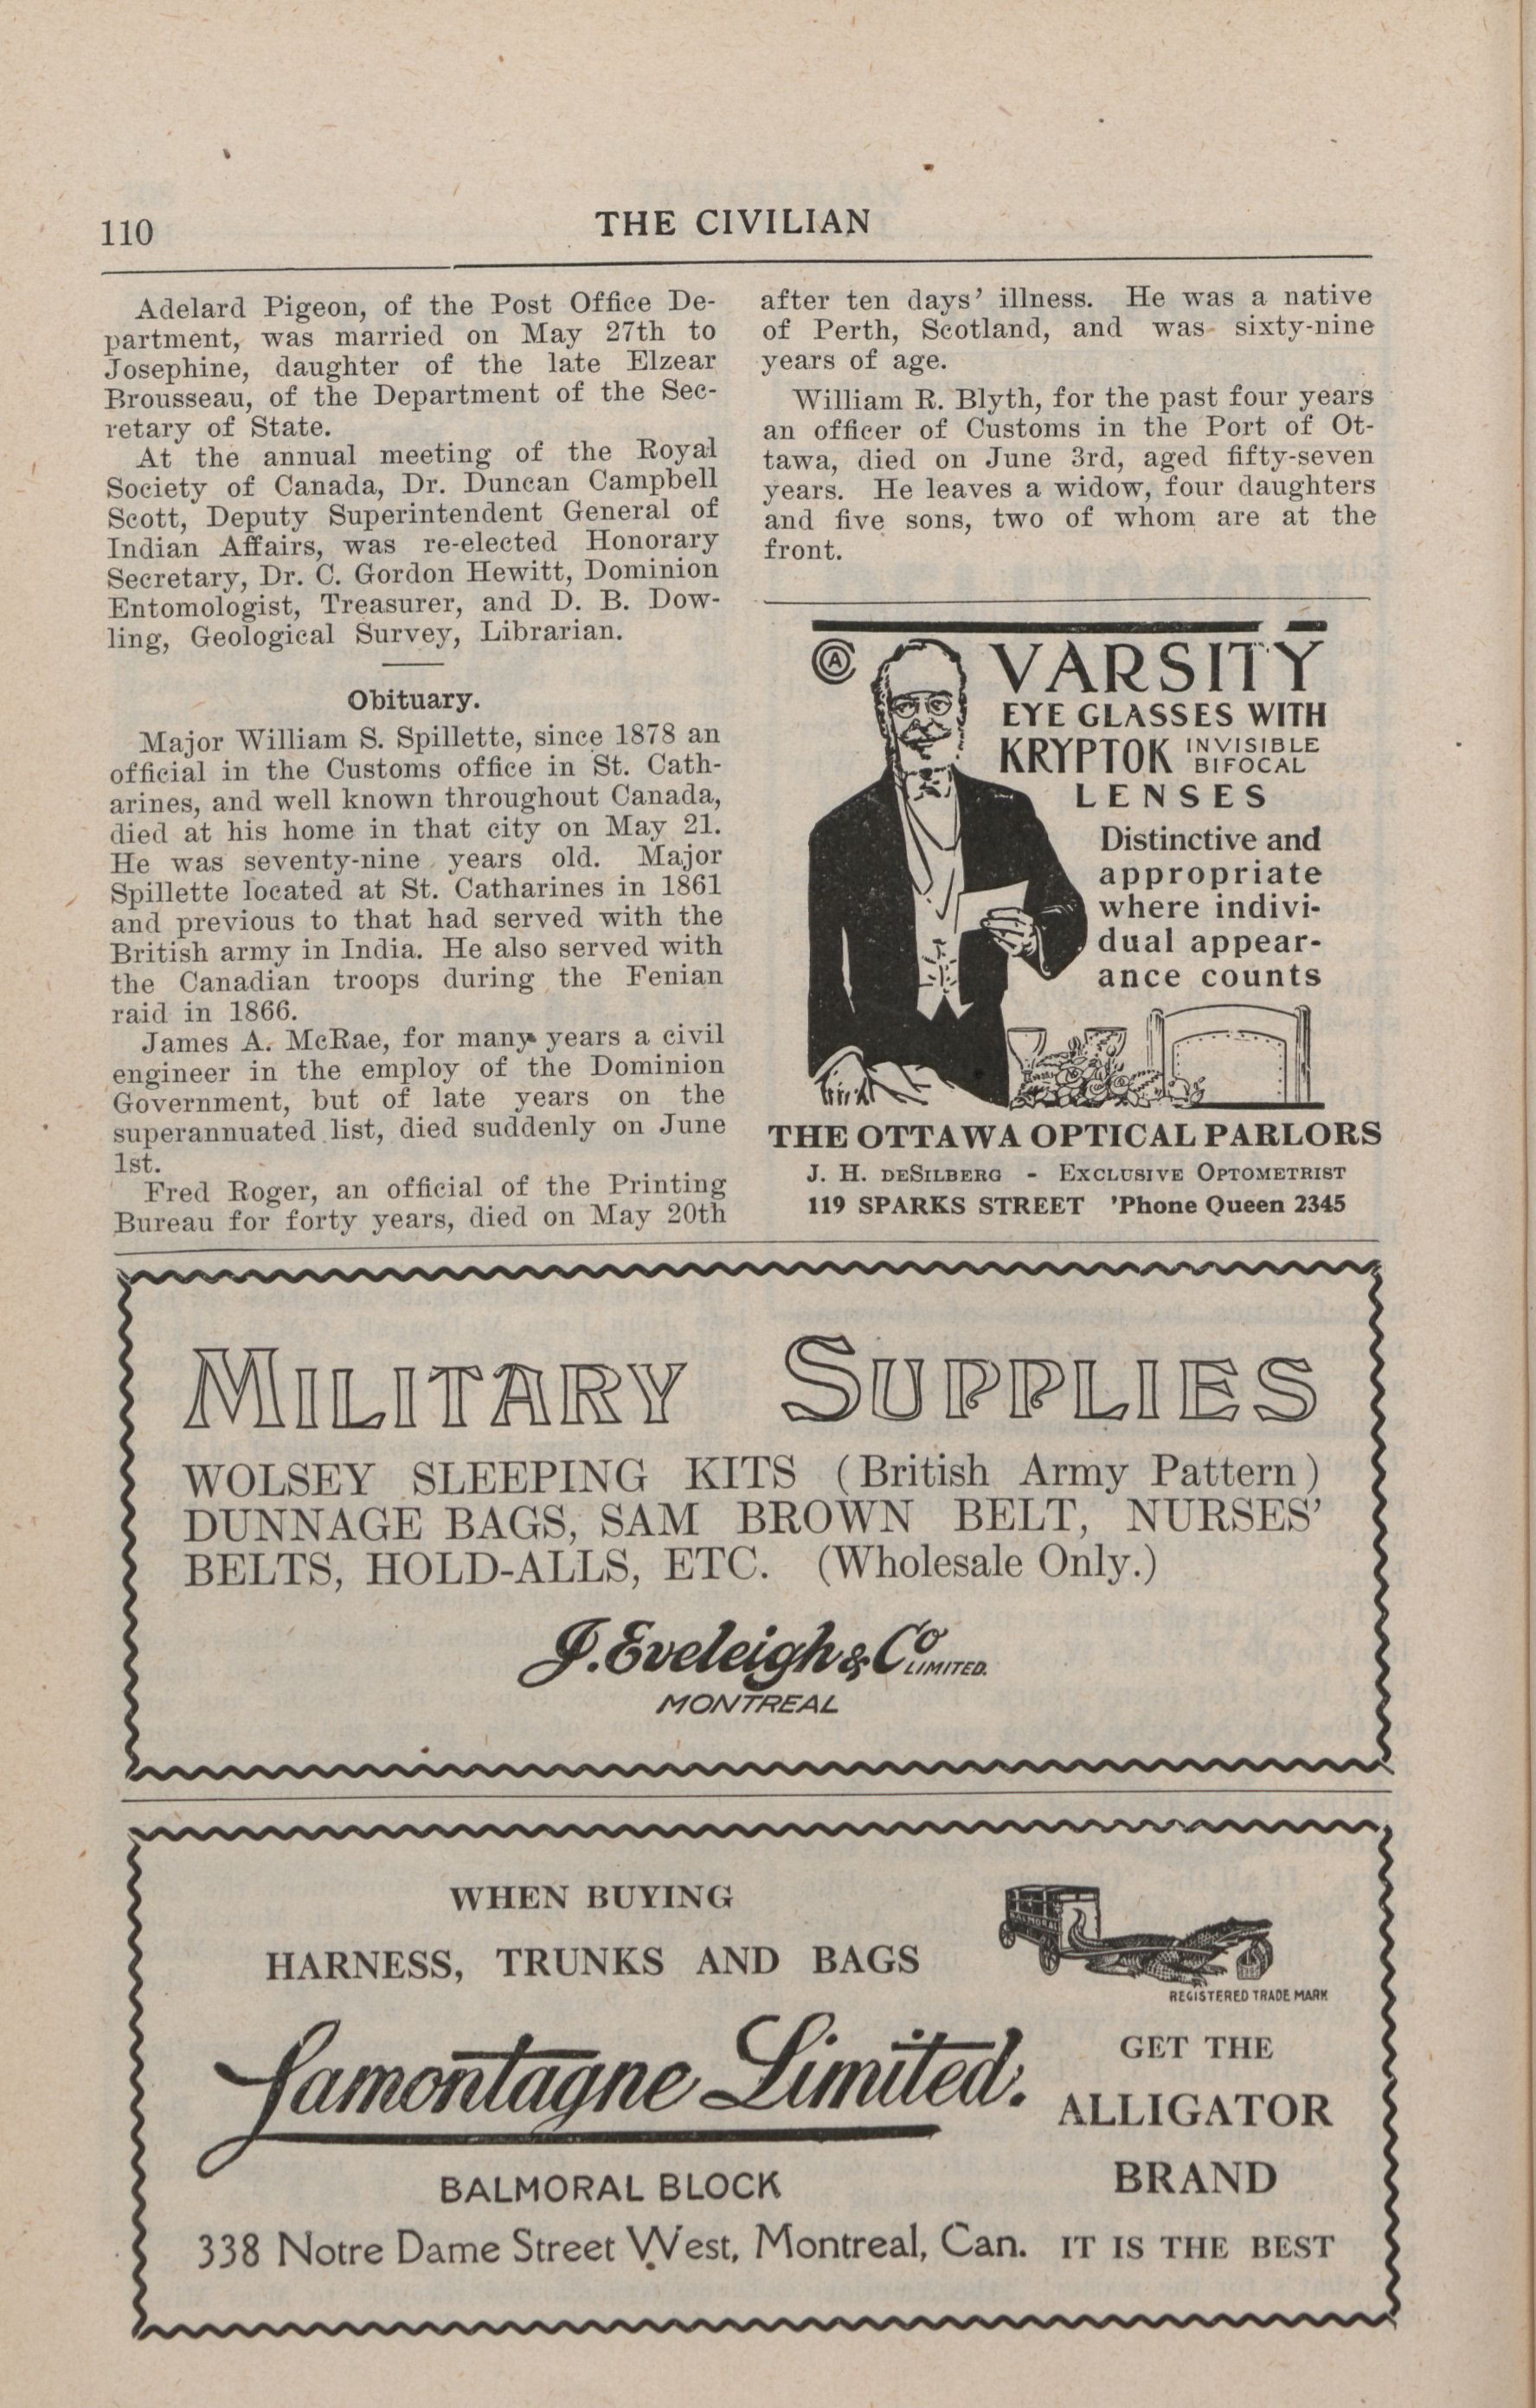 110
THE CIVILIAN
Adelard Pigeon, of the Post Office De-
partment, was married on May 27th to
Josephine, daughter of the late Elzear
Brousseau, of the Department of the Sec-
retary of State.
At the annual meeting of the Royal
Society of Canada, Dr. Duncan Campbell
Scott, Deputy Superintendent General of
Indian Affairs, was re-elected Honorary
Secretary, Dr. C. Gordon Hewitt, Dominion
Entomologist, Treasurer, and D. B. Dow-
ling, Geological Survey, Librarian.
Obituary.
Major William S. Spillette, since 1878 an
official in the Customs office in St. Cath-
arines, and well known throughout Canada,
died at his home in that city on May 21.
He was seventy-nine years old. Major
Spillette located at St. Catharines in 1861
and previous to that had served with the
British army in India. He also served with
the Canadian troops during the Fenian
raid in 1866.
James A. McRae, for many years a civil
engineer in the employ of the Dominion
Government, but of late years on the
superannuated list, died suddenly on June
1st.
Fred Roger, an official of the Printing
Bureau for forty years, died on May 20th
after ten days' illness. He was a native
of Perth, Scotland, and was sixty-nine
years of age.
William R. Blyth, for the past four years
an officer of Customs in the Port of Ot-
tawa, died on June 3rd, aged fifty-seven
years. He leaves a widow, four daughters
and five sons, two of whom are at the
front.
A
VARSITY
EYE GLASSES WITH
KRYPTOK INVISIBLE BIFOCAL
LENSES
Distinctive and
appropriate
where indivi-
dual appear-
ance counts
THE OTTAWA OPTICAL PARLORS
J. H. DESILBERG - EXCLUSIVE OPTOMETRIST
119 SPARKS STREET 'Phone Queen 2345
MILITARY SUPPLIES
WOLSEY SLEEPING KITS (British Army Pattern)
DUNNAGE BAGS, SAM BROWN BELT, NURSES'
BELTS, HOLD-ALLS, ETC. (Wholesale Only.)
J. Eveleigh & Co LIMITED.
MONTREAL
WHEN BUYING
HARNESS, TRUNKS AND BAGS
BALMORAL
REGISTERED TRADE MARK
Lamontagne Limited.
GET THE
ALLIGATOR
BRAND
BALMORAL BLOCK
338 Notre Dame Street West, Montreal, Can.
IT IS THE BEST